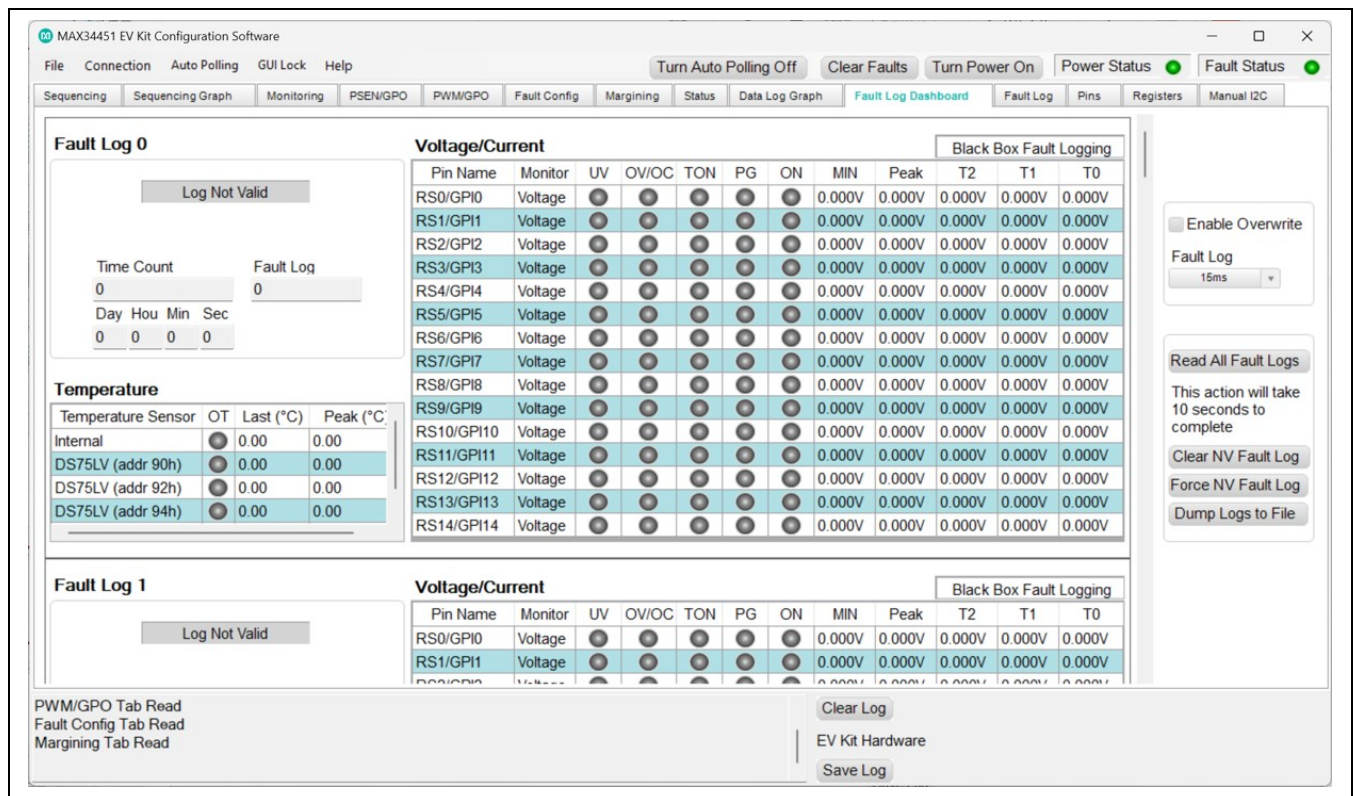 MAX34451 EV Kit Configuration Software
File Connection Auto Polling GUI Lock Help Turn Auto Polling Off Clear Faults Turn Power On Power Status Fault Status
Sequencing Sequencing Graph Monitoring PSEN/GPO PWM/GPO Fault Config Margining Status Data Log Graph Fault Log Dashboard Fault Log Pins Registers Manual I2C
Fault Log 0
Log Not Valid
Time Count Fault Log
0 0
Day Hou Min Sec
0 0 0 0
Temperature
Temperature Sensor OT Last (°C) Peak (°C)
Internal 0.00 0.00
DS75LV (addr 90h) 0.00 0.00
DS75LV (addr 92h) 0.00 0.00
DS75LV (addr 94h) 0.00 0.00
Voltage/Current Black Box Fault Logging
Pin Name Monitor UV OV/OC TON PG ON MIN Peak T2 T1 T0
RS0/GPI0 Voltage 0.000V 0.000V 0.000V 0.000V 0.000V
RS1/GPI1 Voltage 0.000V 0.000V 0.000V 0.000V 0.000V
RS2/GPI2 Voltage 0.000V 0.000V 0.000V 0.000V 0.000V
RS3/GPI3 Voltage 0.000V 0.000V 0.000V 0.000V 0.000V
RS4/GPI4 Voltage 0.000V 0.000V 0.000V 0.000V 0.000V
RS5/GPI5 Voltage 0.000V 0.000V 0.000V 0.000V 0.000V
RS6/GPI6 Voltage 0.000V 0.000V 0.000V 0.000V 0.000V
RS7/GPI7 Voltage 0.000V 0.000V 0.000V 0.000V 0.000V
RS8/GPI8 Voltage 0.000V 0.000V 0.000V 0.000V 0.000V
RS9/GPI9 Voltage 0.000V 0.000V 0.000V 0.000V 0.000V
RS10/GPI10 Voltage 0.000V 0.000V 0.000V 0.000V 0.000V
RS11/GPI11 Voltage 0.000V 0.000V 0.000V 0.000V 0.000V
RS12/GPI12 Voltage 0.000V 0.000V 0.000V 0.000V 0.000V
RS13/GPI13 Voltage 0.000V 0.000V 0.000V 0.000V 0.000V
RS14/GPI14 Voltage 0.000V 0.000V 0.000V 0.000V 0.000V
Enable Overwrite
Fault Log
15ms
Read All Fault Logs
This action will take
10 seconds to
complete
Clear NV Fault Log
Force NV Fault Log
Dump Logs to File
Fault Log 1
Log Not Valid
Voltage/Current Black Box Fault Logging
Pin Name Monitor UV OV/OC TON PG ON MIN Peak T2 T1 T0
RS0/GPI0 Voltage 0.000V 0.000V 0.000V 0.000V 0.000V
RS1/GPI1 Voltage 0.000V 0.000V 0.000V 0.000V 0.000V
PWM/GPO Tab Read
Fault Config Tab Read
Margining Tab Read
Clear Log
EV Kit Hardware
Save Log